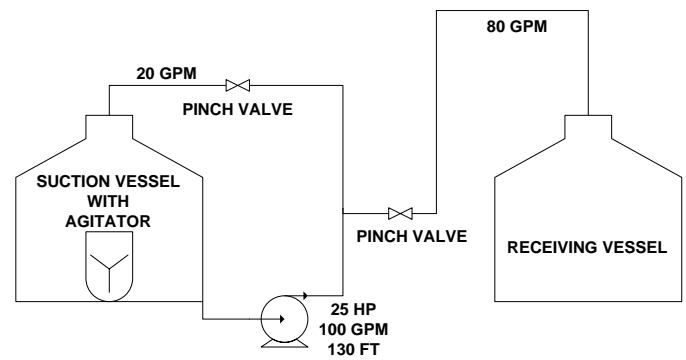 80 GPM
20 GPM
PINCH VALVE
SUCTION VESSEL
WITH
AGITATOR
PINCH VALVE
RECEIVING VESSEL
25 HP
100 GPM
130 FT